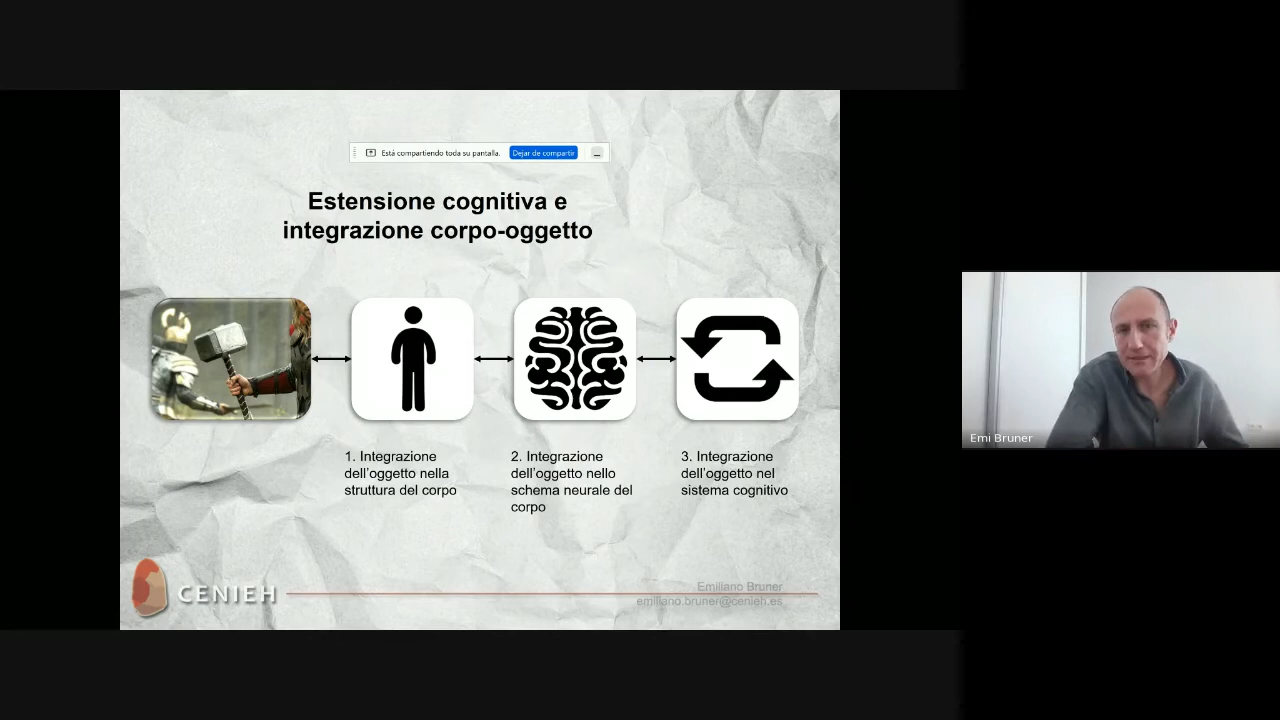 Está compartiendo toda su pantalla.
Dejar de compartir
Estensione cognitiva e
integrazione corpo-oggetto
1. Integrazione
dell'oggetto nella
struttura del corpo
2. Integrazione
dell'oggetto nello
schema neurale del
corpo
3. Integrazione
dell'oggetto nel
sistema cognitivo
CENIEH
Emiliano Bruner
emiliano.bruner@cenieh.es
Emi Bruner